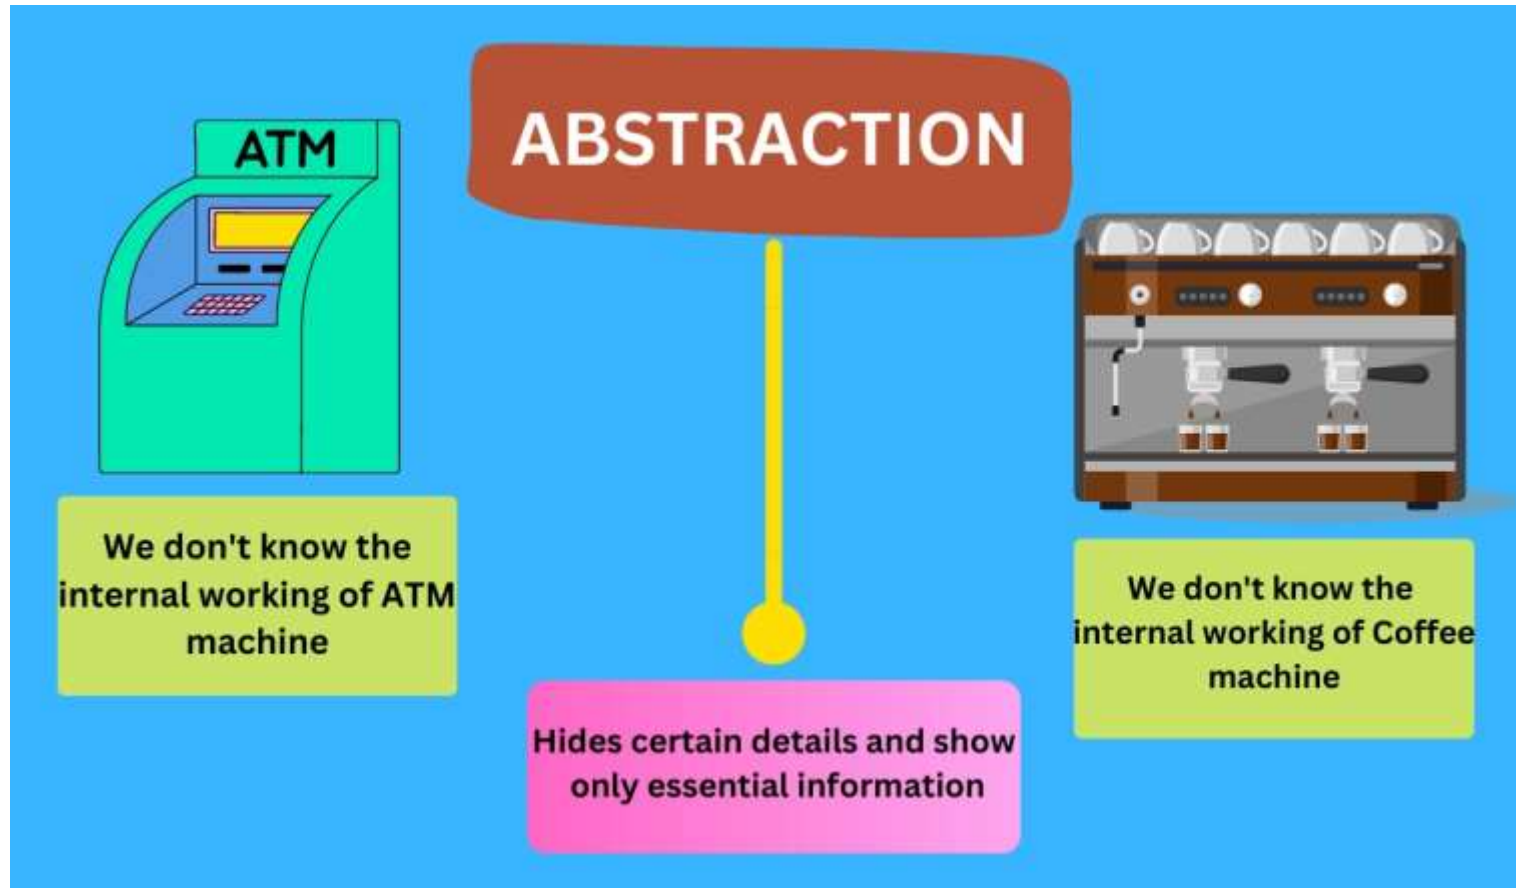 ABSTRACTION
ATM
We don't know the
internal working of ATM
machine
We don't know the
internal working of Coffee
machine
Hides certain details and show
only essential information